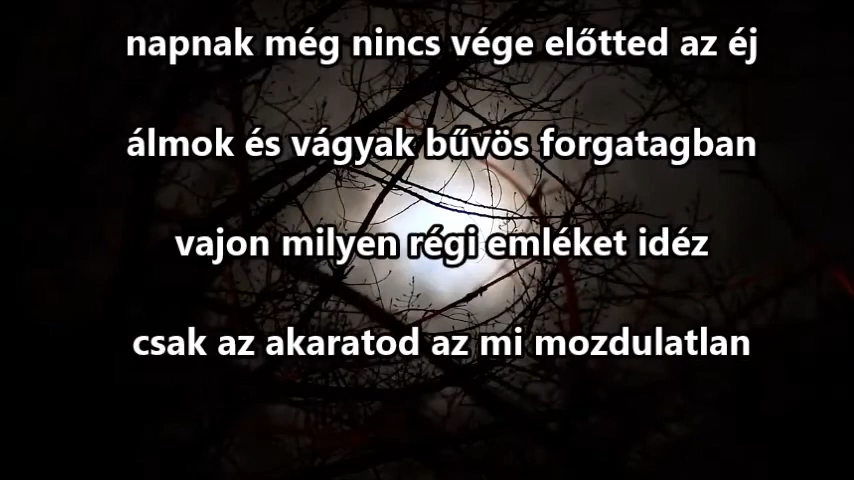 napnak még nincs vége előtted az éj
álmok és vágyak bűvös forgatagban
vajon milyen régi emléket idéz
csak az akaratod az mi mozdulatlan